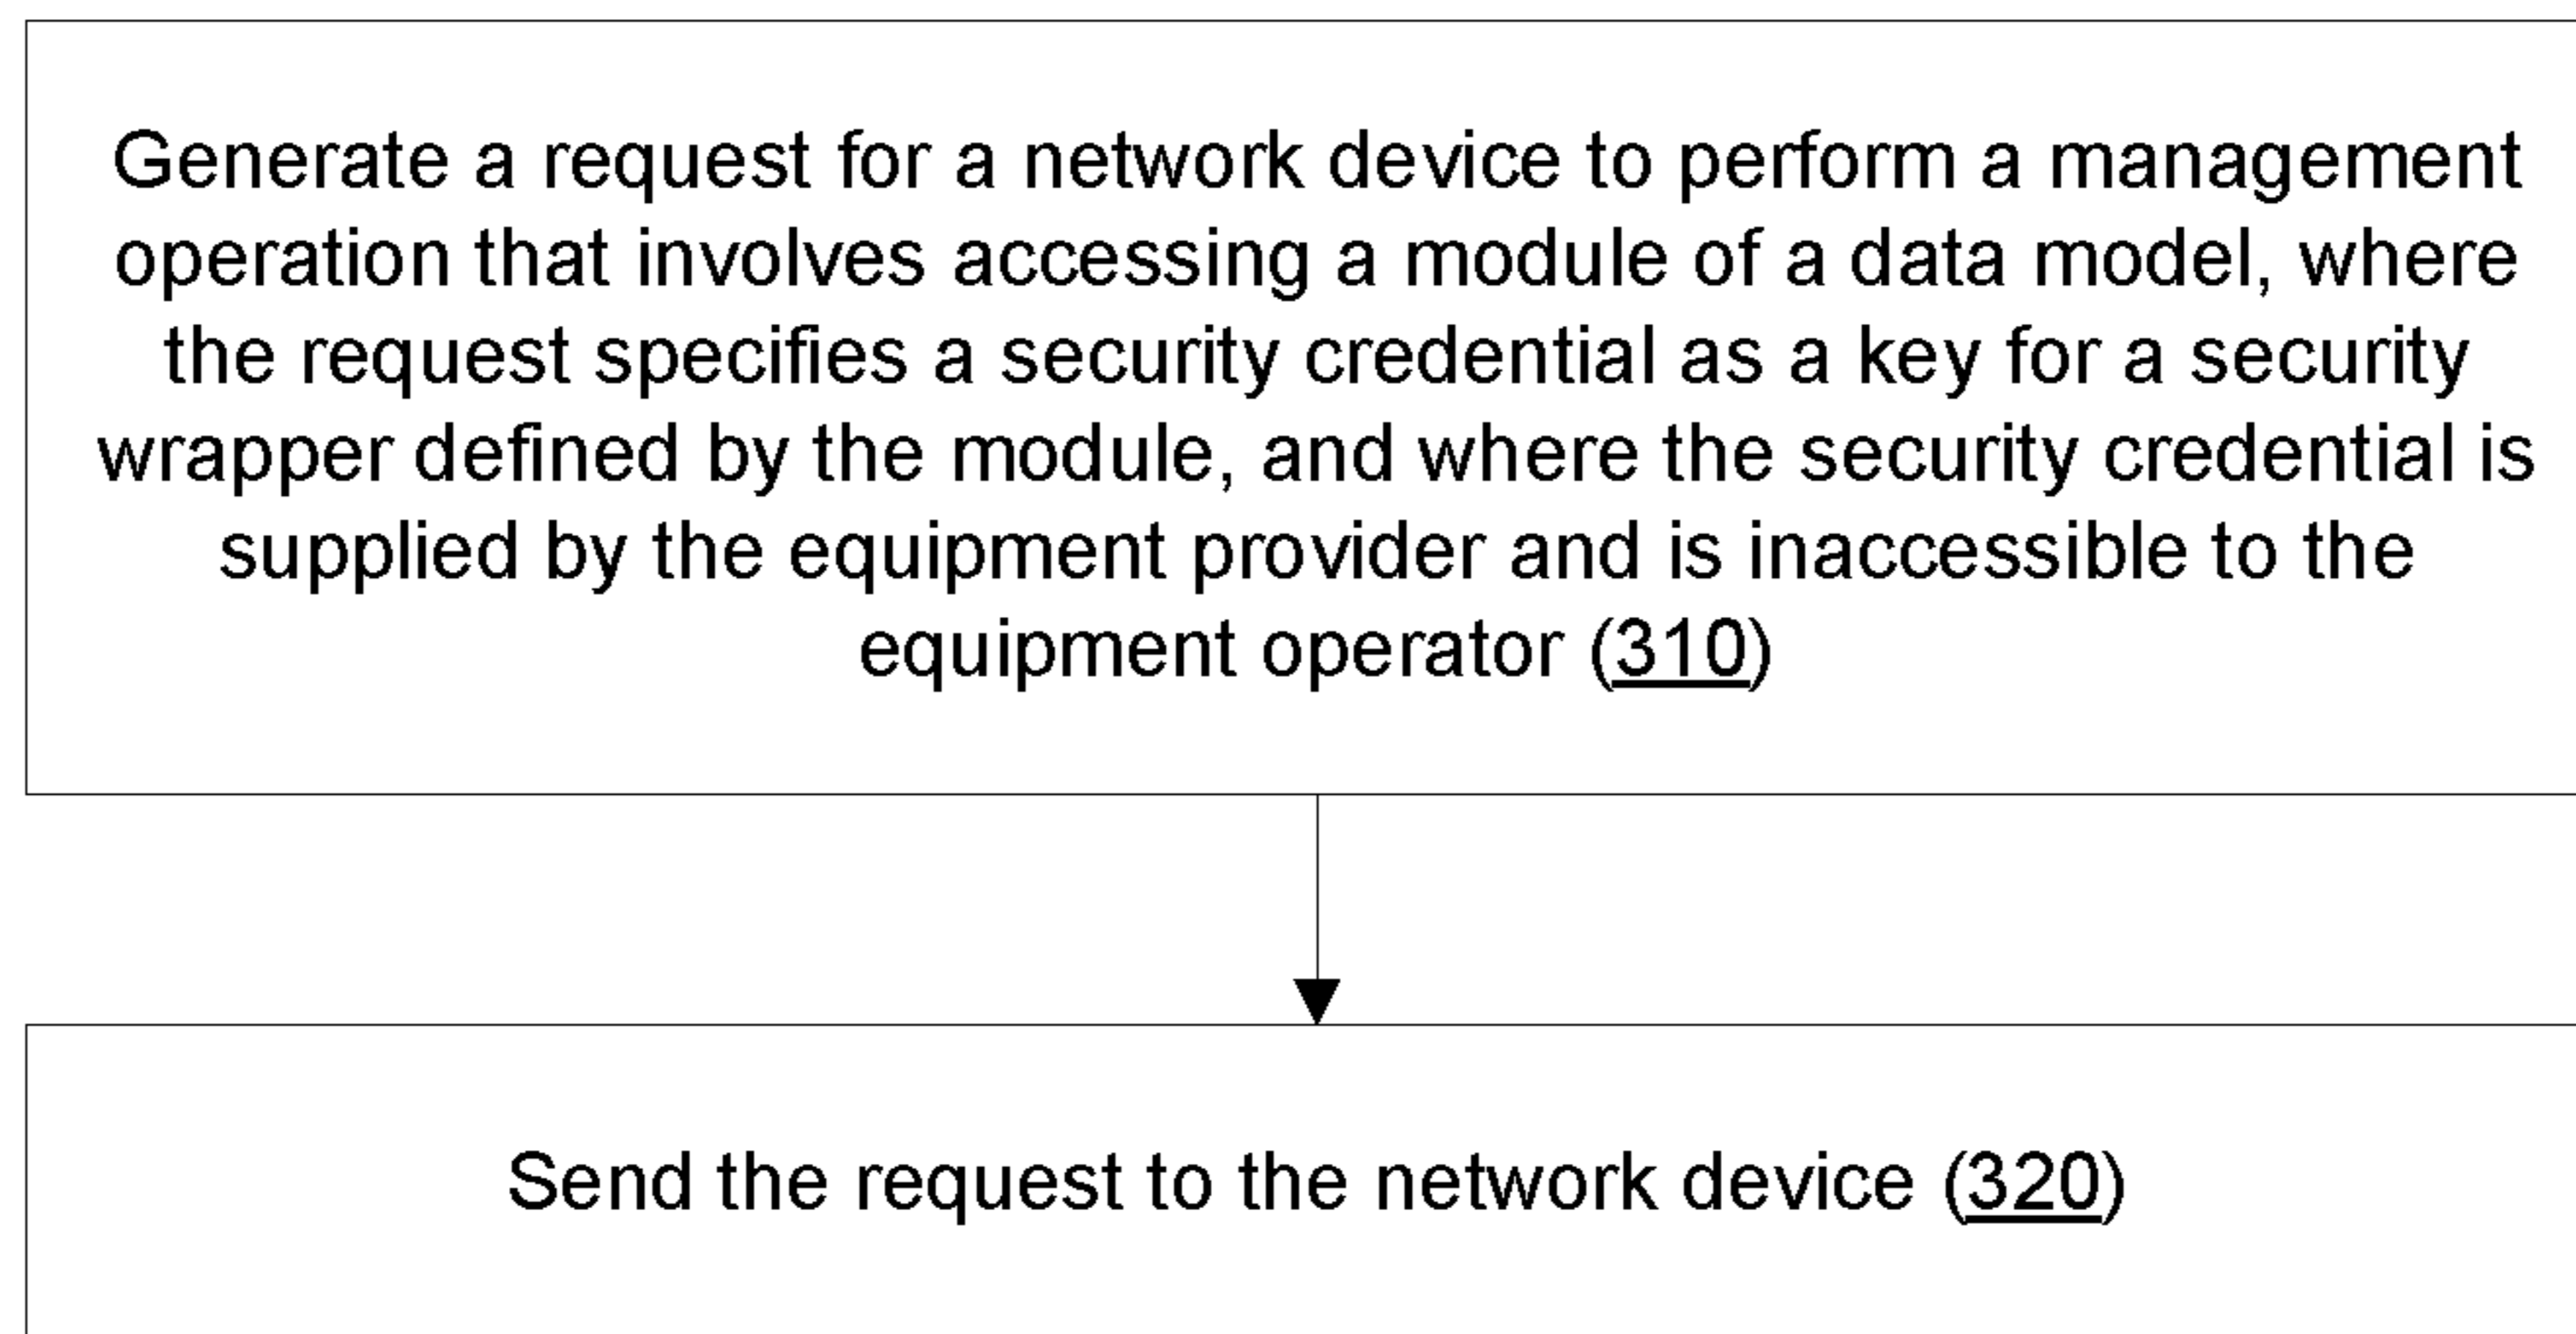 Generate a request for a network device to perform a management
operation that involves accessing a module of a data model, where
the request specifies a security credential as a key for a security
wrapper defined by the module, and where the security credential is
supplied by the equipment provider and is inaccessible to the
equipment operator (310)
Send the request to the network device (320)